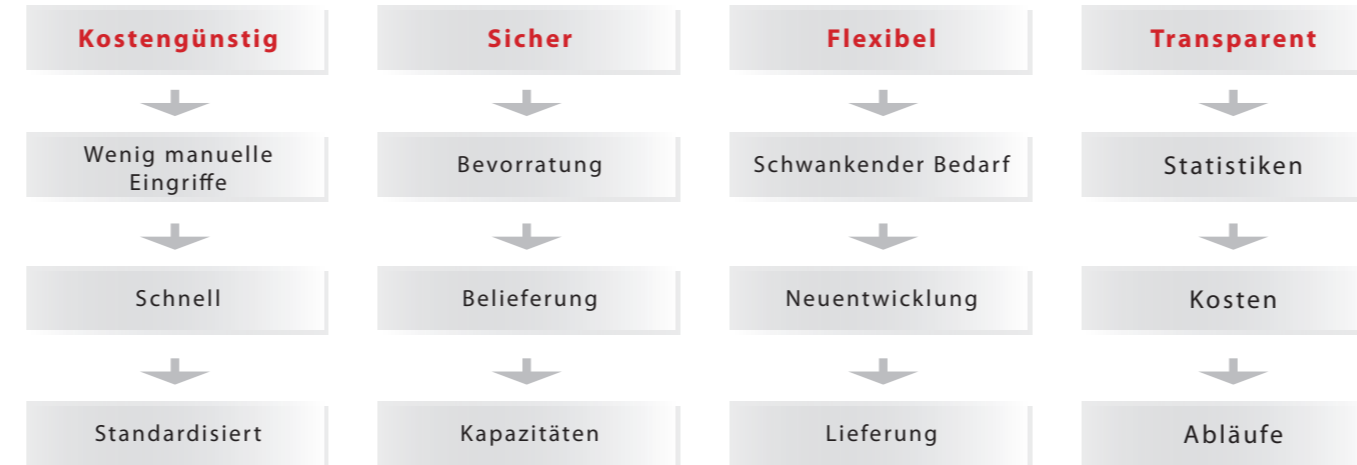 Kostengünstig
Sicher
Flexibel
Transparent
Wenig manuelle
Eingriffe
Bevorratung
Schwankender Bedarf
Statistiken
Schnell
Belieferung
Neuentwicklung
Kosten
Standardisiert
Kapazitäten
Lieferung
Abläufe